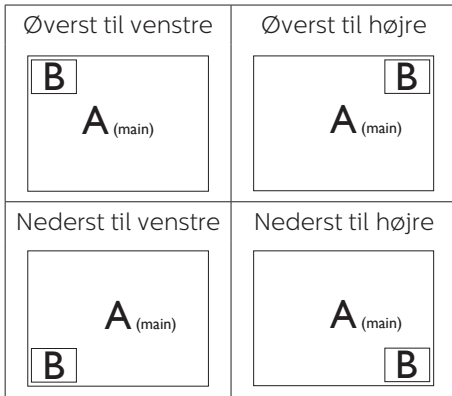 Øverst til venstre
B
A (main)
Øverst til højre
B
A (main)
Nederst til venstre
A (main)
B
Nederst til højre
A (main)
B